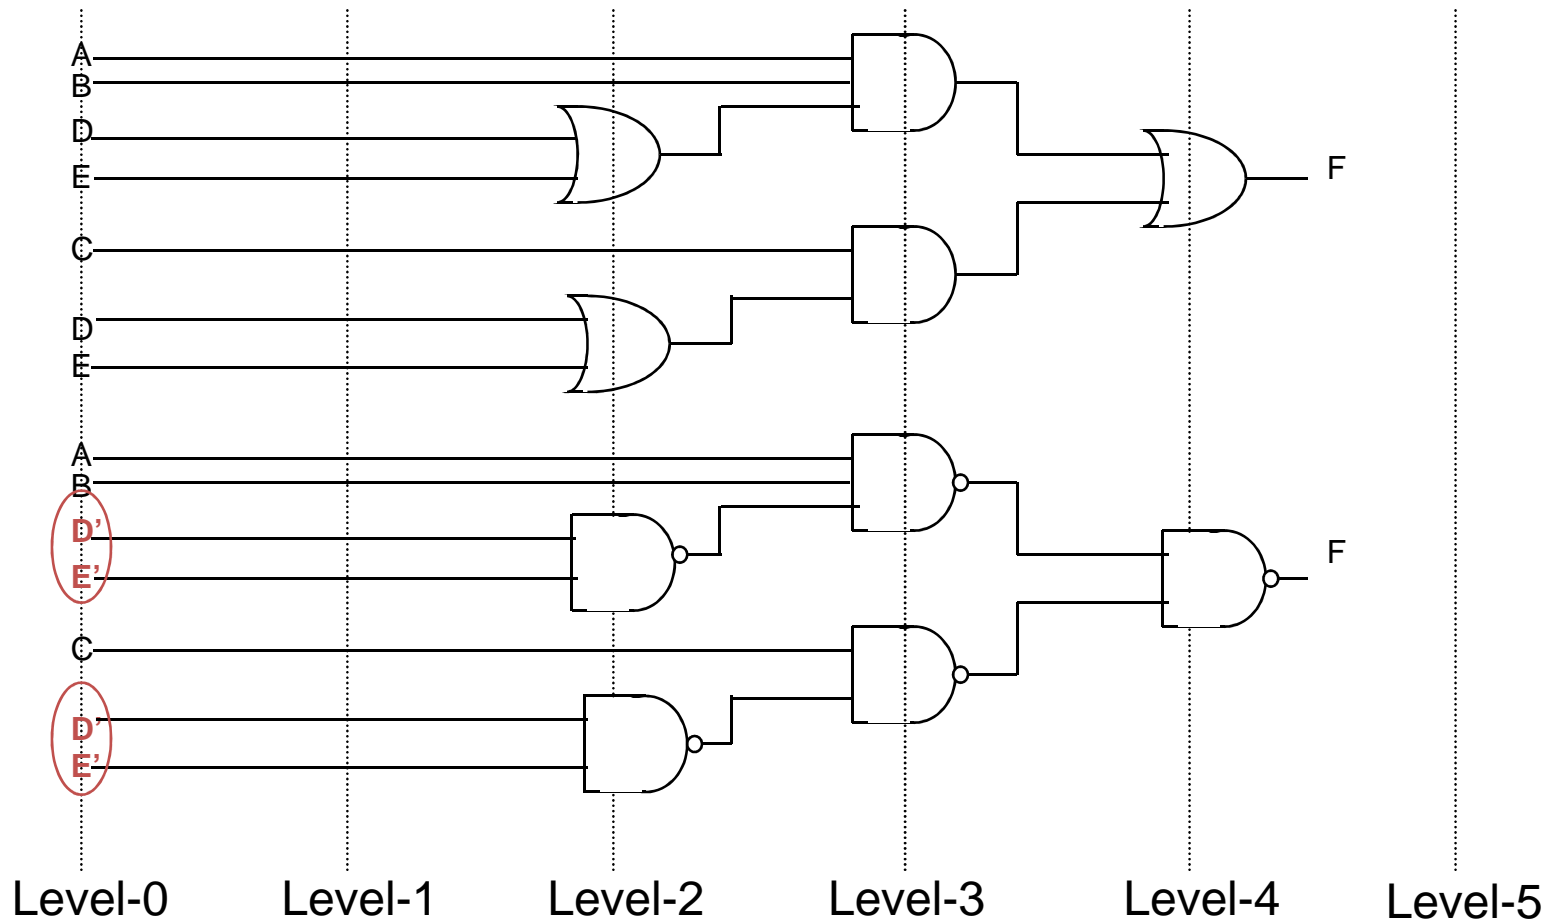 A
B
D
E
F
C
D
E
A
B
D’
E’
F
C
D’
E’
Level-0 Level-1 Level-2 Level-3 Level-4 Level-5